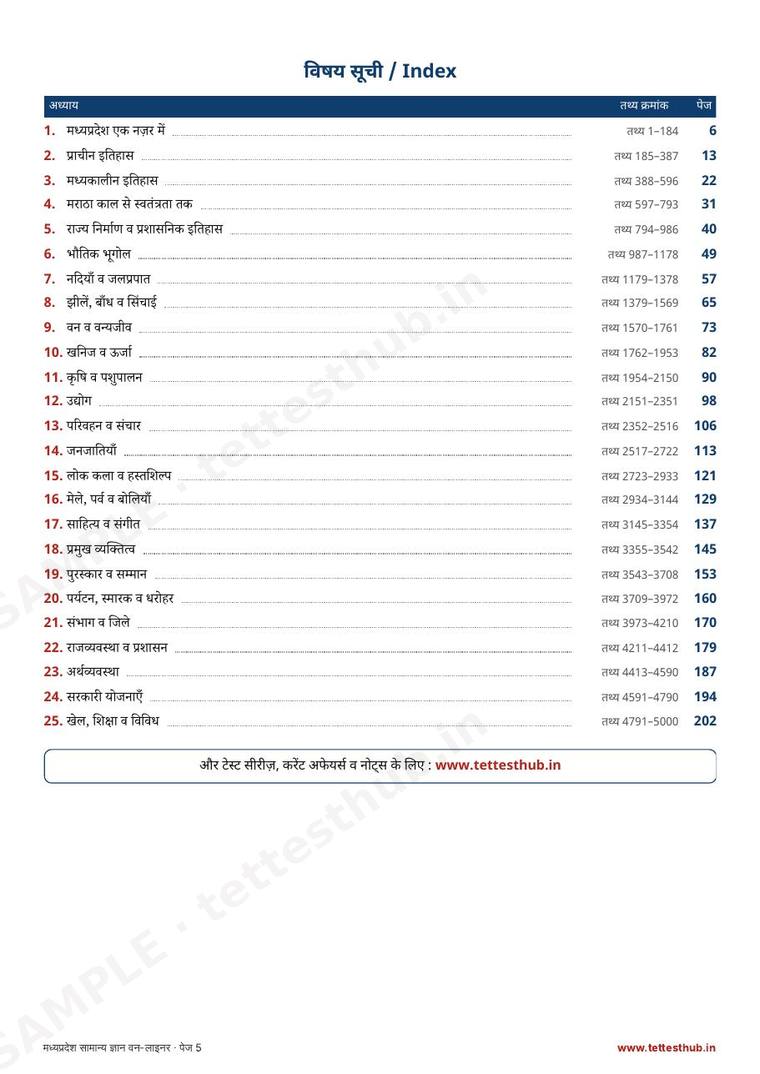 विषय सूची / Index
अध्याय तथ्य क्रमांक पेज
1. मध्यप्रदेश एक नज़र में तथ्य 1–184 6
2. प्राचीन इतिहास तथ्य 185–387 13
3. मध्यकालीन इतिहास तथ्य 388–596 22
4. मराठा काल से स्वतंत्रता तक तथ्य 597–793 31
5. राज्य निर्माण व प्रशासनिक इतिहास तथ्य 794–986 40
6. भौतिक भूगोल तथ्य 987–1178 49
7. नदियाँ व जलप्रपात तथ्य 1179–1378 57
8. झीलें, बाँध व सिंचाई तथ्य 1379–1569 65
9. वन व वन्यजीव तथ्य 1570–1761 73
10. खनिज व ऊर्जा तथ्य 1762–1953 82
11. कृषि व पशुपालन तथ्य 1954–2150 90
12. उद्योग तथ्य 2151–2351 98
13. परिवहन व संचार तथ्य 2352–2516 106
14. जनजातियाँ तथ्य 2517–2722 113
15. लोक कला व हस्तशिल्प तथ्य 2723–2933 121
16. मेले, पर्व व बोलियाँ तथ्य 2934–3144 129
17. साहित्य व संगीत तथ्य 3145–3354 137
18. प्रमुख व्यक्तित्व तथ्य 3355–3542 145
19. पुरस्कार व सम्मान तथ्य 3543–3708 153
20. पर्यटन, स्मारक व धरोहर तथ्य 3709–3972 160
21. संभाग व जिले तथ्य 3973–4210 170
22. राजव्यवस्था व प्रशासन तथ्य 4211–4412 179
23. अर्थव्यवस्था तथ्य 4413–4590 187
24. सरकारी योजनाएँ तथ्य 4591–4790 194
25. खेल, शिक्षा व विविध तथ्य 4791–5000 202
और टेस्ट सीरीज़, करेंट अफेयर्स व नोट्स के लिए : www.tettesthub.in
SAMPLE · tettesthub.in
SAMPLE · tettesthub.in
मध्यप्रदेश सामान्य ज्ञान वन-लाइनर · पेज 5 www.tettesthub.in